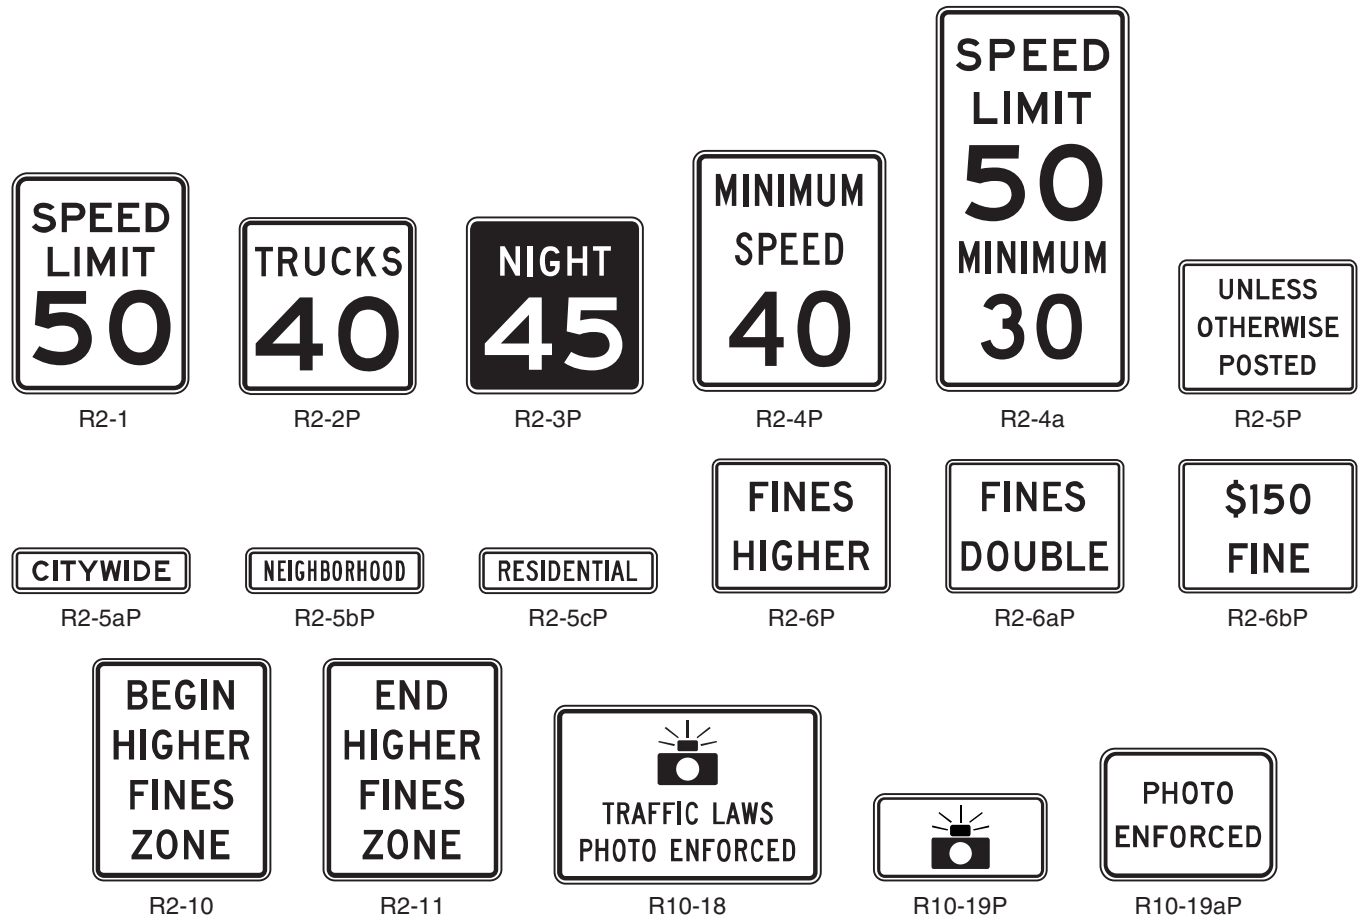 SPEED
LIMIT
50
R2-1
TRUCKS
40
R2-2P
NIGHT
45
R2-3P
MINIMUM
SPEED
40
R2-4P
SPEED
LIMIT
50
MINIMUM
30
R2-4a
UNLESS
OTHERWISE
POSTED
R2-5P
CITYWIDE
R2-5aP
NEIGHBORHOOD
R2-5bP
RESIDENTIAL
R2-5cP
FINES
HIGHER
R2-6P
FINES
DOUBLE
R2-6aP
$150
FINE
R2-6bP
BEGIN
HIGHER
FINES
ZONE
R2-10
END
HIGHER
FINES
ZONE
R2-11
TRAFFIC LAWS
PHOTO ENFORCED
R10-18
R10-19P
PHOTO
ENFORCED
R10-19aP